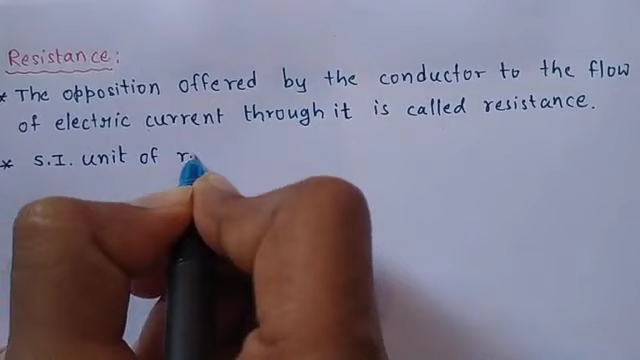 Resistance:
* The opposition offered by the conductor to the flow
of electric current through it is called resistance.
* S.I. unit of r